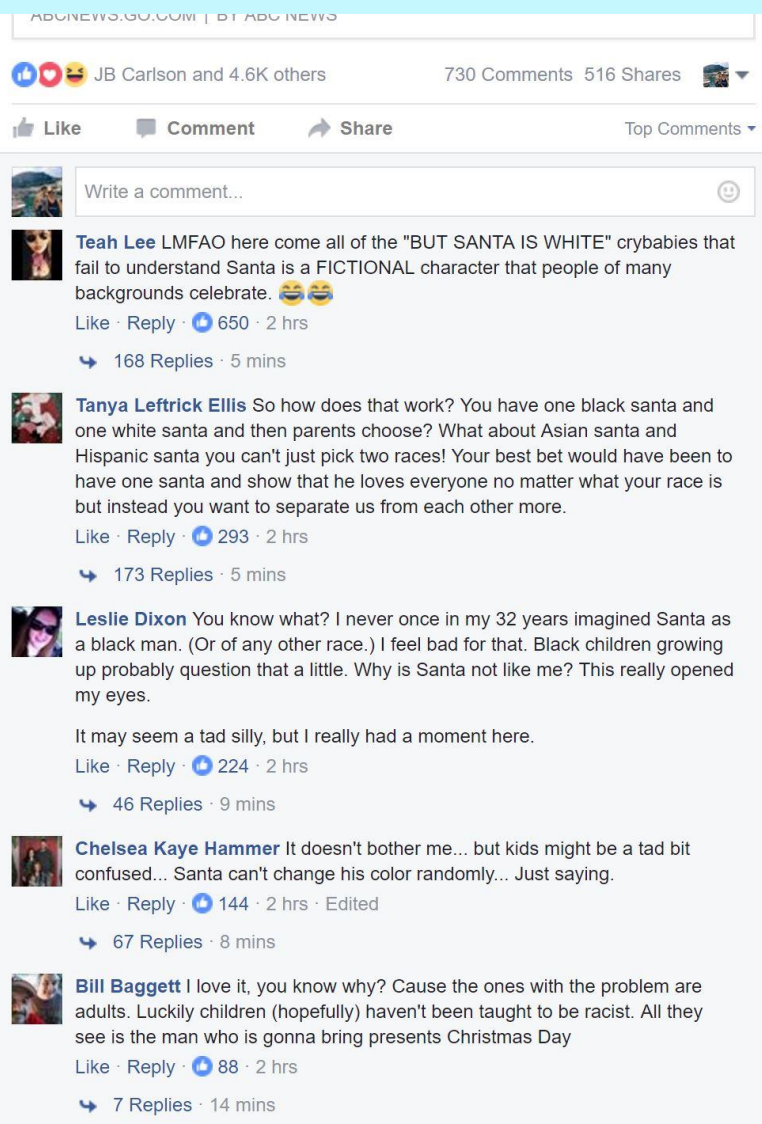 ABCNEWS.GO.COM | BY ABC NEWS
JB Carlson and 4.6K others 730 Comments 516 Shares
Like Comment Share Top Comments
Write a comment...
Teah Lee LMFAO here come all of the "BUT SANTA IS WHITE" crybabies that
fail to understand Santa is a FICTIONAL character that people of many
backgrounds celebrate. 😂😂
Like · Reply · 650 · 2 hrs
168 Replies · 5 mins
Tanya Leftrick Ellis So how does that work? You have one black santa and
one white santa and then parents choose? What about Asian santa and
Hispanic santa you can't just pick two races! Your best bet would have been to
have one santa and show that he loves everyone no matter what your race is
but instead you want to separate us from each other more.
Like · Reply · 293 · 2 hrs
173 Replies · 5 mins
Leslie Dixon You know what? I never once in my 32 years imagined Santa as
a black man. (Or of any other race.) I feel bad for that. Black children growing
up probably question that a little. Why is Santa not like me? This really opened
my eyes.
It may seem a tad silly, but I really had a moment here.
Like · Reply · 224 · 2 hrs
46 Replies · 9 mins
Chelsea Kaye Hammer It doesn't bother me... but kids might be a tad bit
confused... Santa can't change his color randomly... Just saying.
Like · Reply · 144 · 2 hrs · Edited
67 Replies · 8 mins
Bill Baggett I love it, you know why? Cause the ones with the problem are
adults. Luckily children (hopefully) haven't been taught to be racist. All they
see is the man who is gonna bring presents Christmas Day
Like · Reply · 88 · 2 hrs
7 Replies · 14 mins